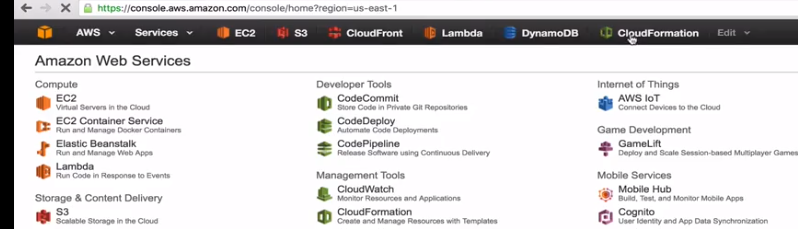 https://console.aws.amazon.com/console/home?region=us-east-1
AWS Services EC2 S3 CloudFront Lambda DynamoDB CloudFormation Edit
Amazon Web Services
Compute
EC2
Virtual Servers in the Cloud
EC2 Container Service
Run and Manage Docker Containers
Elastic Beanstalk
Run and Manage Web Apps
Lambda
Run Code in Response to Events
Storage & Content Delivery
S3
Scalable Storage in the Cloud
Developer Tools
CodeCommit
Store Code in Private Git Repositories
CodeDeploy
Automate Code Deployments
CodePipeline
Release Software using Continuous Delivery
Management Tools
CloudWatch
Monitor Resources and Applications
CloudFormation
Create and Manage Resources with Templates
Internet of Things
AWS IoT
Connect Devices to the Cloud
Game Development
GameLift
Deploy and Scale Session-based Multiplayer Games
Mobile Services
Mobile Hub
Build, Test, and Monitor Mobile Apps
Cognito
User Identity and App Data Synchronization